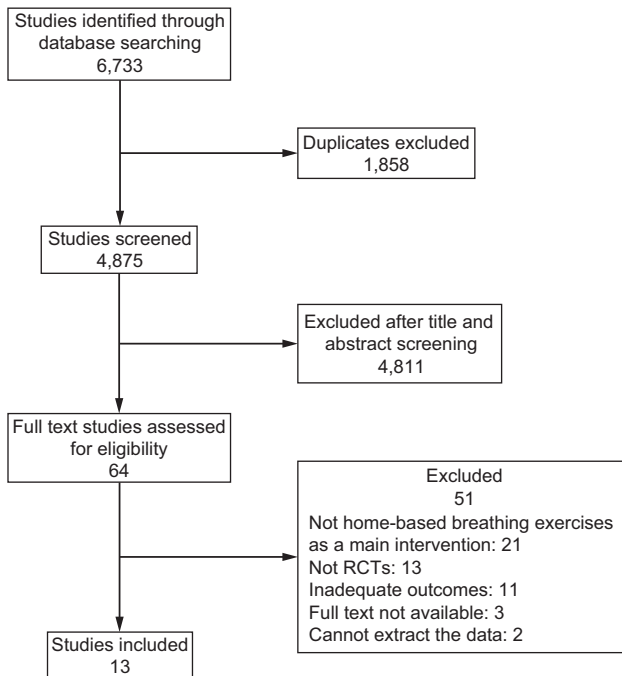 Studies identified through
database searching
6,733
Duplicates excluded
1,858
Studies screened
4,875
Excluded after title and
abstract screening
4,811
Full text studies assessed
for eligibility
64
Excluded
51
Not home-based breathing exercises
as a main intervention: 21
Not RCTs: 13
Inadequate outcomes: 11
Full text not available: 3
Cannot extract the data: 2
Studies included
13